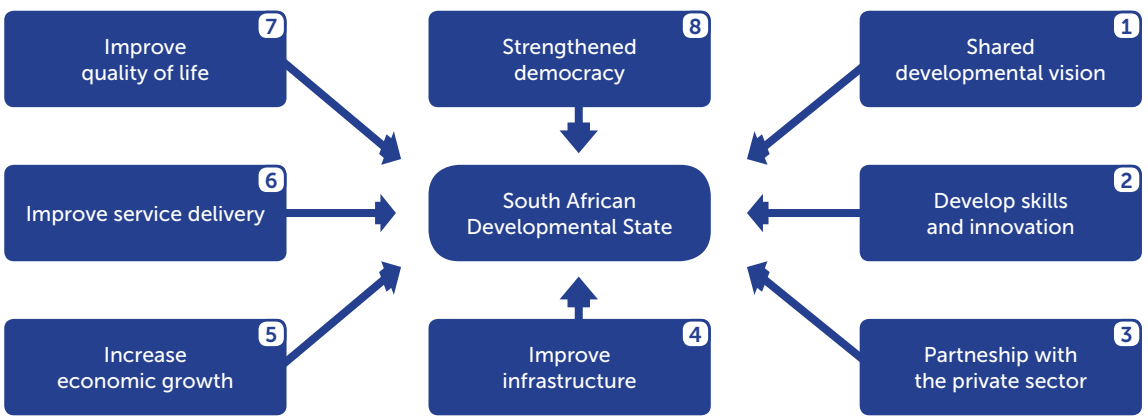 7
Improve
quality of life
8
Strengthened
democracy
1
Shared
developmental vision
6
Improve service delivery
South African
Developmental State
2
Develop skills
and innovation
5
Increase
economic growth
4
Improve
infrastructure
3
Partneship with
the private sector